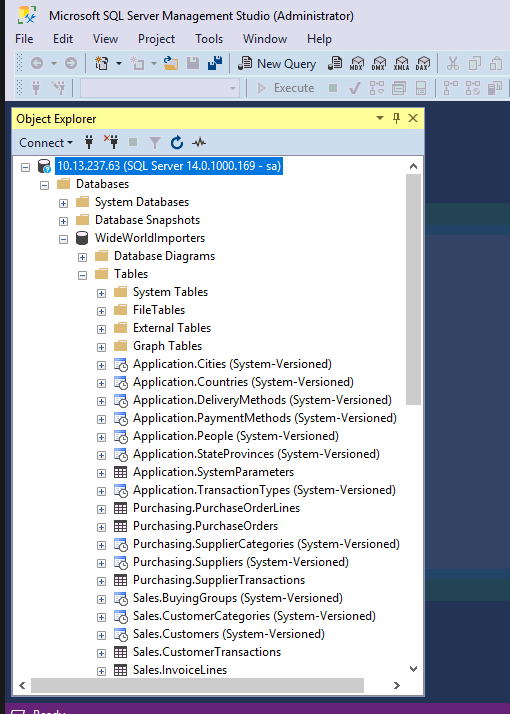 Microsoft SQL Server Management Studio (Administrator)
File Edit View Project Tools Window Help
New Query MDX DMX XMLA DAX
Execute
Object Explorer
Connect
10.13.237.63 (SQL Server 14.0.1000.169 - sa)
Databases
System Databases
Database Snapshots
WideWorldImporters
Database Diagrams
Tables
System Tables
FileTables
External Tables
Graph Tables
Application.Cities (System-Versioned)
Application.Countries (System-Versioned)
Application.DeliveryMethods (System-Versioned)
Application.PaymentMethods (System-Versioned)
Application.People (System-Versioned)
Application.StateProvinces (System-Versioned)
Application.SystemParameters
Application.TransactionTypes (System-Versioned)
Purchasing.PurchaseOrderLines
Purchasing.PurchaseOrders
Purchasing.SupplierCategories (System-Versioned)
Purchasing.Suppliers (System-Versioned)
Purchasing.SupplierTransactions
Sales.BuyingGroups (System-Versioned)
Sales.CustomerCategories (System-Versioned)
Sales.Customers (System-Versioned)
Sales.CustomerTransactions
Sales.InvoiceLines
Ready